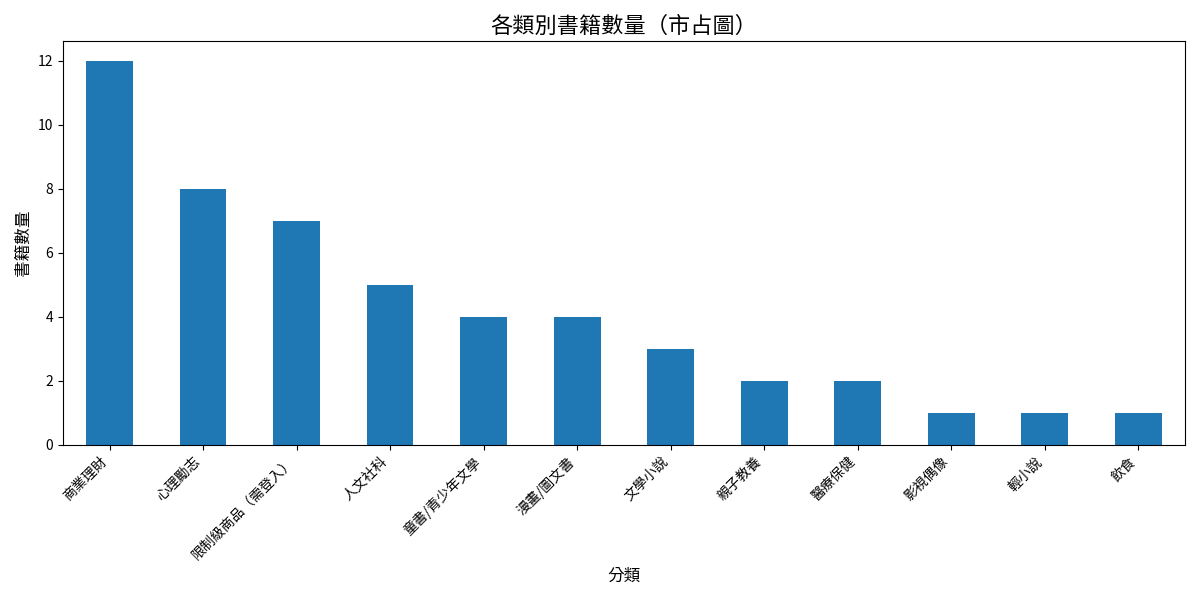 各類別書籍數量（市占圖）
書籍數量
12
10
8
6
4
2
0
商業理財
心理勵志
限制級商品（需登入）
人文社科
童書/青少年文學
漫畫/圖文書
文學小說
親子教養
醫療保健
影視偶像
輕小說
飲食
分類